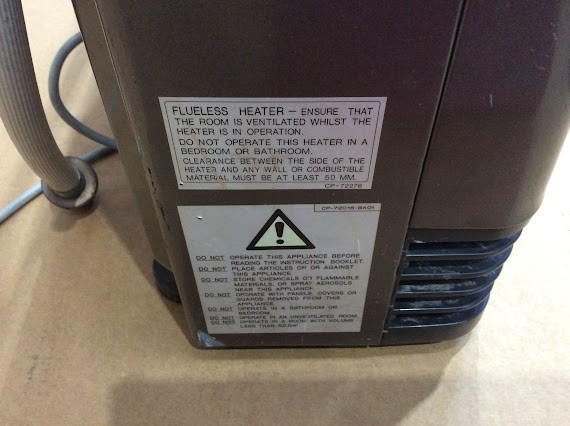 FLUELESS HEATER – ENSURE THAT
THE ROOM IS VENTILATED WHILST THE
HEATER IS IN OPERATION.
DO NOT OPERATE THIS HEATER IN A
BEDROOM OR BATHROOM.
CLEARANCE BETWEEN THE SIDE OF THE
HEATER AND ANY WALL OR COMBUSTIBLE
MATERIAL MUST BE AT LEAST 50 MM.
CP-72276
DO NOT OPERATE THIS APPLIANCE BEFORE
READING THE INSTRUCTION BOOKLET.
DO NOT PLACE ARTICLES ON OR AGAINST
THIS APPLIANCE.
DO NOT STORE CHEMICALS OR FLAMMABLE
MATERIALS, OR SPRAY AEROSOLS
NEAR THIS APPLIANCE.
DO NOT OPERATE WITH PANELS, COVERS OR
GUARDS REMOVED FROM THIS
APPLIANCE.
DO NOT OPERATE IN A BATHROOM OR
BEDROOM.
DO NOT OPERATE IN AN UNVENTILATED ROOM.
DO NOT OPERATE IN A ROOM WITH VOLUME
LESS THAN